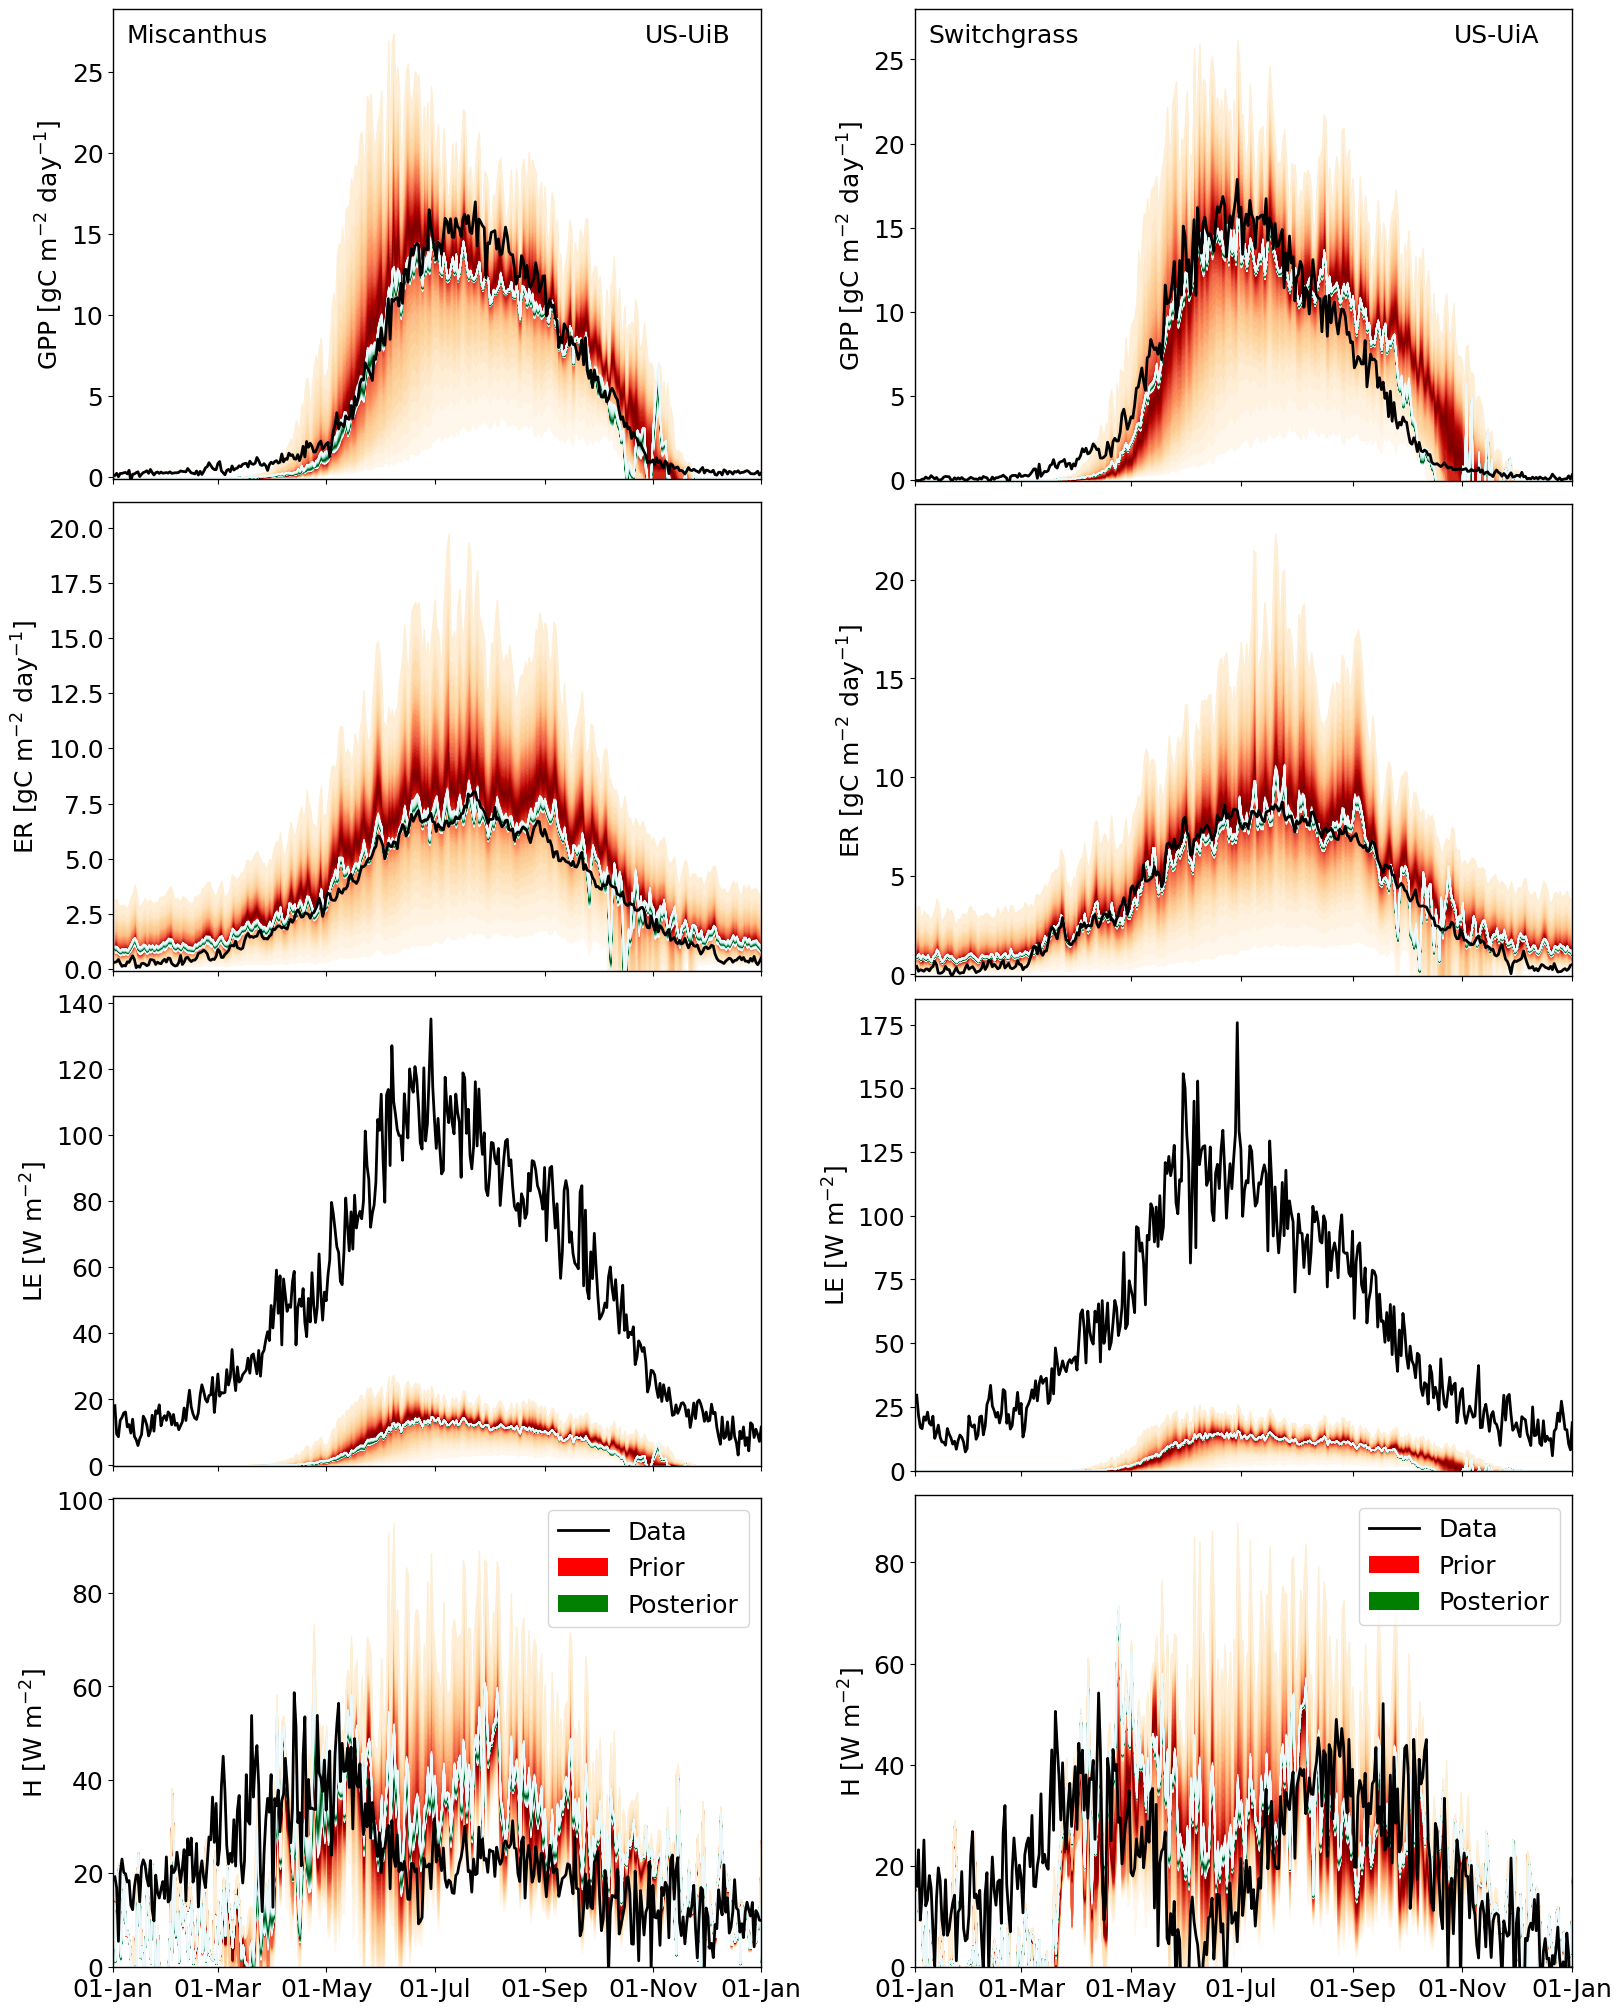 Miscanthus US-UiB
GPP [gC m⁻² day⁻¹]
25
20
15
10
5
0
Switchgrass US-UiA
GPP [gC m⁻² day⁻¹]
25
20
15
10
5
0
ER [gC m⁻² day⁻¹]
20.0
17.5
15.0
12.5
10.0
7.5
5.0
2.5
0.0
ER [gC m⁻² day⁻¹]
20
15
10
5
0
LE [W m⁻²]
140
120
100
80
60
40
20
0
LE [W m⁻²]
175
150
125
100
75
50
25
0
H [W m⁻²]
100
80
60
40
20
0
Data
Prior
Posterior
01-Jan 01-Mar 01-May 01-Jul 01-Sep 01-Nov 01-Jan
H [W m⁻²]
80
60
40
20
0
Data
Prior
Posterior
01-Jan 01-Mar 01-May 01-Jul 01-Sep 01-Nov 01-Jan